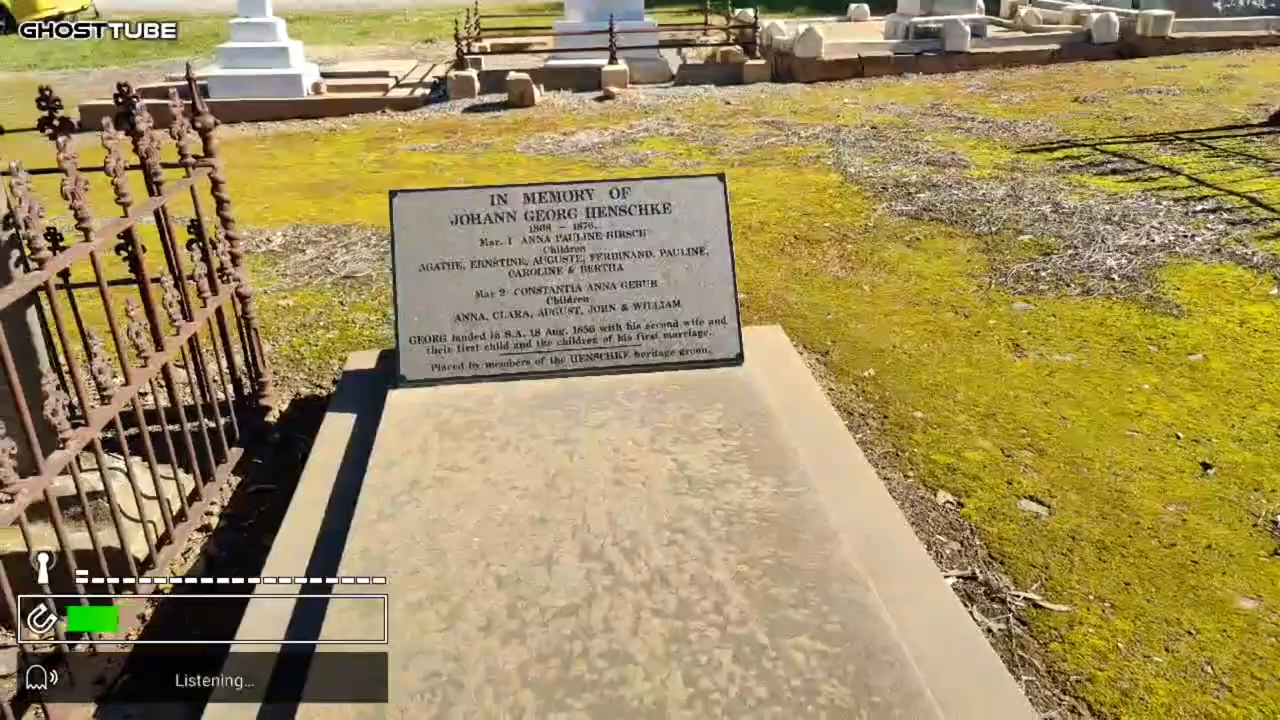 GHOSTTUBE
IN MEMORY OF
JOHANN GEORG HENSCHKE
1808 – 1876.
Mar. 1 ANNA PAULINE HIRSCH
Children
AGATHE, ERNSTINE, AUGUSTE, FERDINAND, PAULINE,
CAROLINE & BERTHA
Mar 2 CONSTANTIA ANNA GEBUR
Children
ANNA, CLARA, AUGUST, JOHN & WILLIAM
GEORG landed in S.A. 18 Aug. 1856 with his second wife and
their first child and the children of his first marriage.
Placed by members of the HENSCHKE heritage group.
Listening...